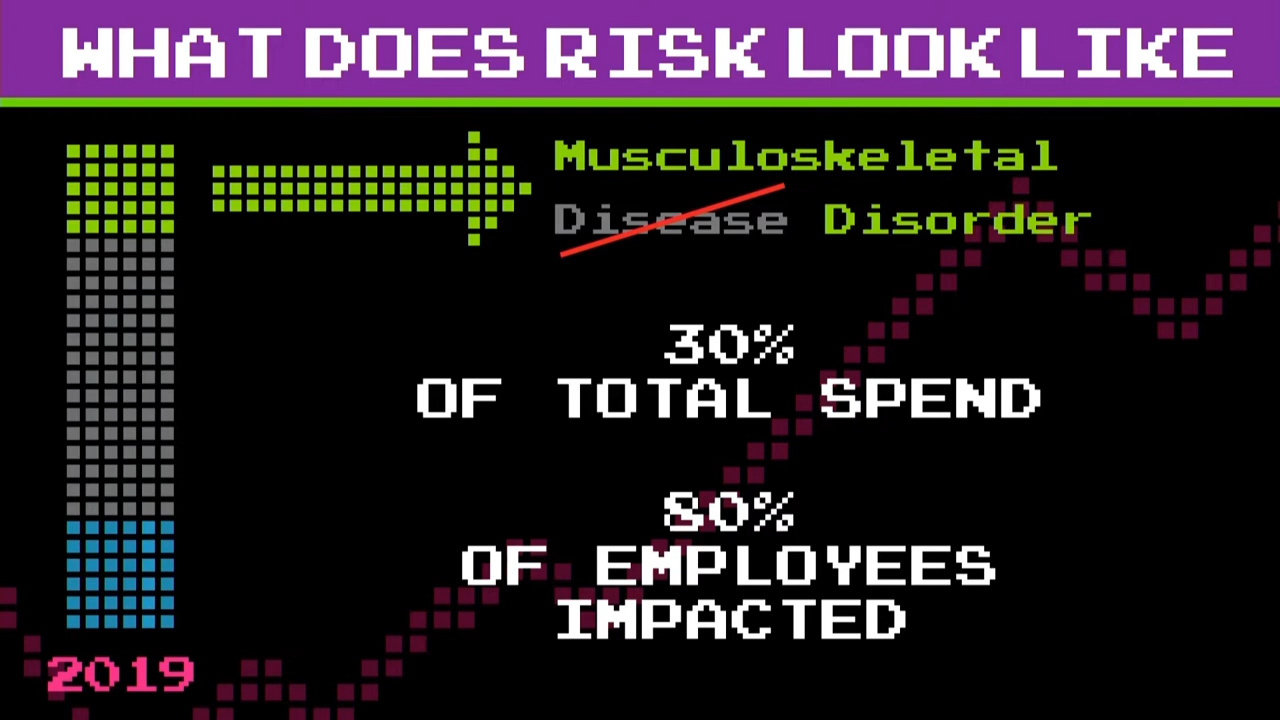 WHAT DOES RISK LOOK LIKE
Musculoskeletal
Disease Disorder
30%
OF TOTAL SPEND
80%
OF EMPLOYEES
IMPACTED
2019